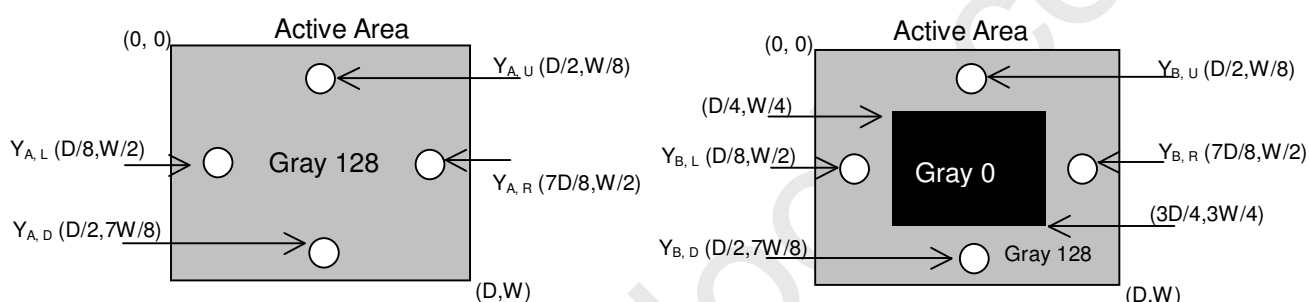 Active Area
(0, 0)
Y_A, U (D/2,W/8)
Y_A, L (D/8,W/2)
Gray 128
Y_A, R (7D/8,W/2)
Y_A, D (D/2,7W/8)
(D,W)
Active Area
(0, 0)
Y_B, U (D/2,W/8)
(D/4,W/4)
Y_B, L (D/8,W/2)
Y_B, R (7D/8,W/2)
Gray 0
(3D/4,3W/4)
Y_B, D (D/2,7W/8)
Gray 128
(D,W)